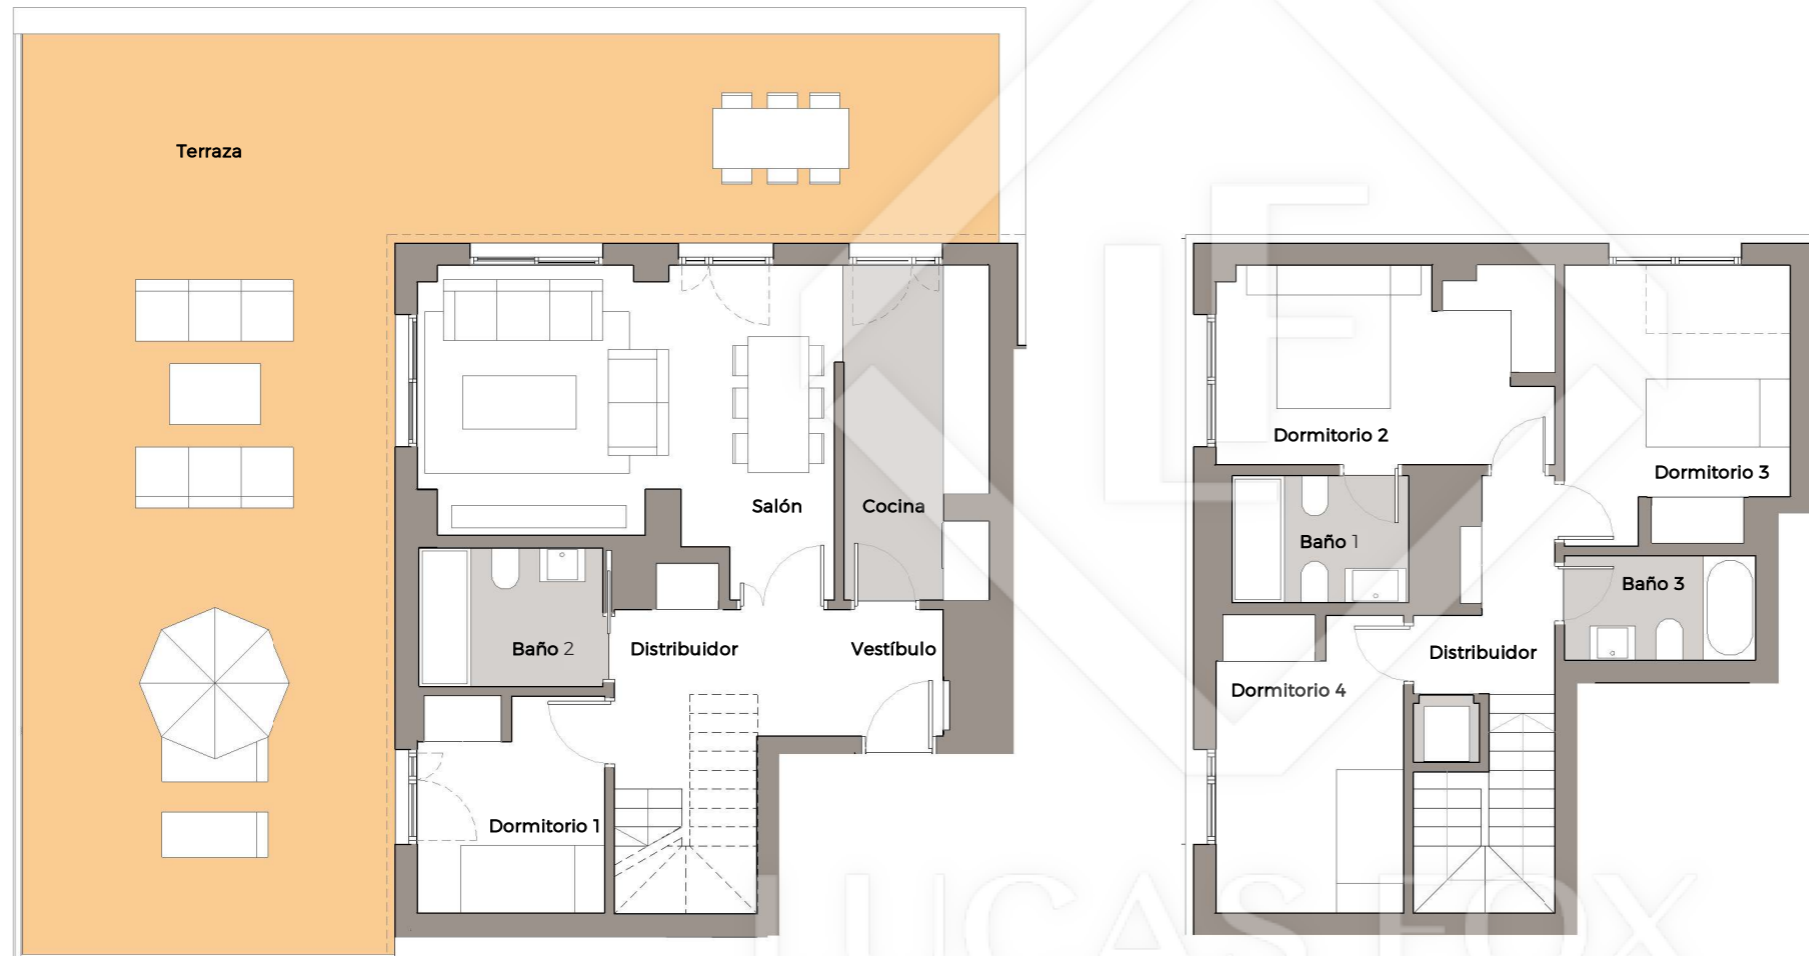 Terraza
Salón
Cocina
Baño 2
Distribuidor
Vestíbulo
Dormitorio 1
Dormitorio 2
Dormitorio 3
Baño 1
Baño 3
Distribuidor
Dormitorio 4
LF
LUCAS FOX